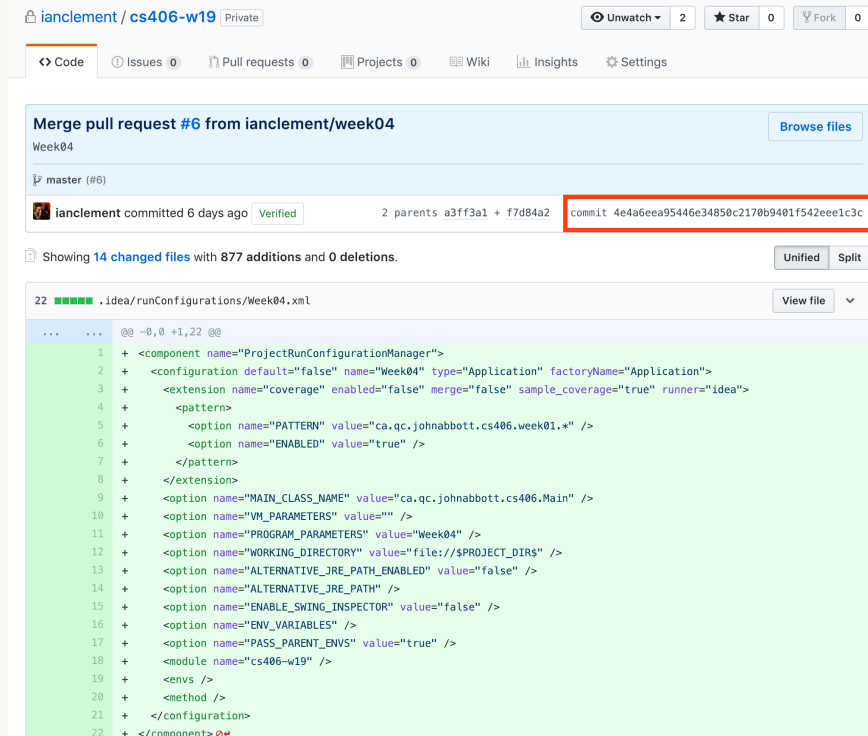 ianclement / cs406-w19 Private
Unwatch 2 Star 0 Fork 0
Code Issues 0 Pull requests 0 Projects 0 Wiki Insights Settings
Merge pull request #6 from ianclement/week04
Browse files
Week04
master (#6)
ianclement committed 6 days ago Verified 2 parents a3ff3a1 + f7d84a2 commit 4e4a6eea95446e34850c2170b9401f542eee1c3c
Showing 14 changed files with 877 additions and 0 deletions.
Unified Split
22 .idea/runConfigurations/Week04.xml View file
... ... @@ -0,0 +1,22 @@
1 + <component name="ProjectRunConfigurationManager">
2 + <configuration default="false" name="Week04" type="Application" factoryName="Application">
3 + <extension name="coverage" enabled="false" merge="false" sample_coverage="true" runner="idea">
4 + <pattern>
5 + <option name="PATTERN" value="ca.qc.johnabbott.cs406.week01.*" />
6 + <option name="ENABLED" value="true" />
7 + </pattern>
8 + </extension>
9 + <option name="MAIN_CLASS_NAME" value="ca.qc.johnabbott.cs406.Main" />
10 + <option name="VM_PARAMETERS" value="" />
11 + <option name="PROGRAM_PARAMETERS" value="Week04" />
12 + <option name="WORKING_DIRECTORY" value="file://$PROJECT_DIR$" />
13 + <option name="ALTERNATIVE_JRE_PATH_ENABLED" value="false" />
14 + <option name="ALTERNATIVE_JRE_PATH" />
15 + <option name="ENABLE_SWING_INSPECTOR" value="false" />
16 + <option name="ENV_VARIABLES" />
17 + <option name="PASS_PARENT_ENVS" value="true" />
18 + <module name="cs406-w19" />
19 + <envs />
20 + <method />
21 + </configuration>
22 + </component>